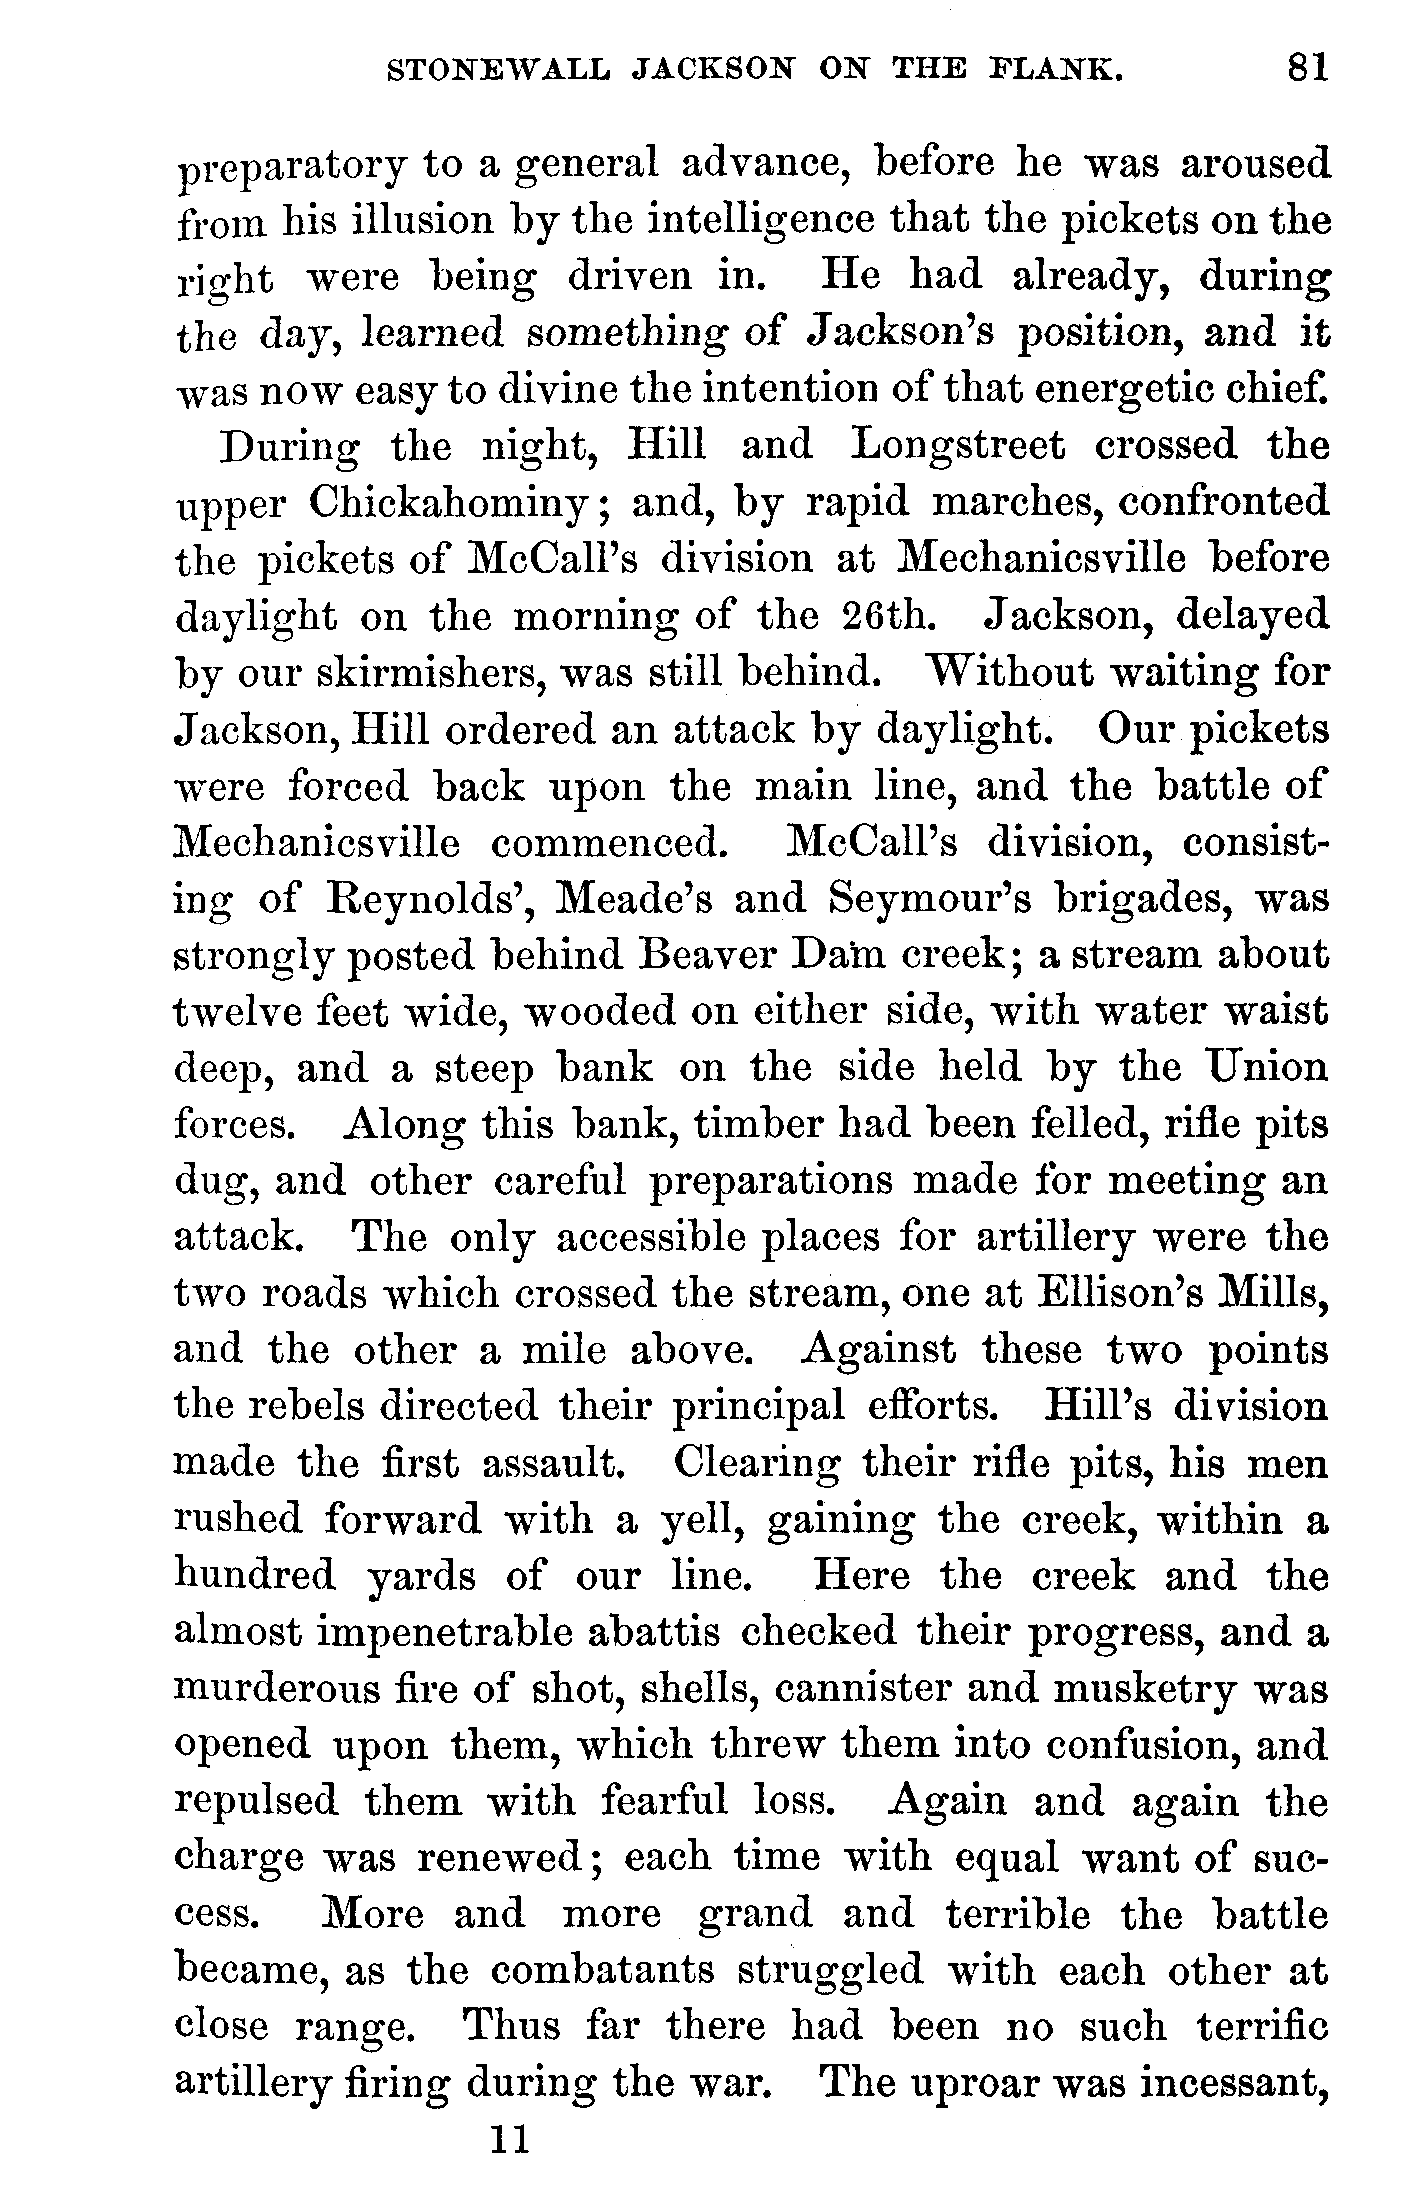 STONEWALL JACKSON ON THE FLANK. 81
preparatory to a general advance, before he was aroused
from his illusion by the intelligence that the pickets on the
right were being driven in. He had already, during
the day, learned something of Jackson's position, and it
was now easy to divine the intention of that energetic chief.
During the night, Hill and Longstreet crossed the
upper Chickahominy; and, by rapid marches, confronted
the pickets of McCall's division at Mechanicsville before
daylight on the morning of the 26th. Jackson, delayed
by our skirmishers, was still behind. Without waiting for
Jackson, Hill ordered an attack by daylight. Our pickets
were forced back upon the main line, and the battle of
Mechanicsville commenced. McCall's division, consist-
ing of Reynolds', Meade's and Seymour's brigades, was
strongly posted behind Beaver Dam creek; a stream about
twelve feet wide, wooded on either side, with water waist
deep, and a steep bank on the side held by the Union
forces. Along this bank, timber had been felled, rifle pits
dug, and other careful preparations made for meeting an
attack. The only accessible places for artillery were the
two roads which crossed the stream, one at Ellison's Mills,
and the other a mile above. Against these two points
the rebels directed their principal efforts. Hill's division
made the first assault. Clearing their rifle pits, his men
rushed forward with a yell, gaining the creek, within a
hundred yards of our line. Here the creek and the
almost impenetrable abattis checked their progress, and a
murderous fire of shot, shells, cannister and musketry was
opened upon them, which threw them into confusion, and
repulsed them with fearful loss. Again and again the
charge was renewed; each time with equal want of suc-
cess. More and more grand and terrible the battle
became, as the combatants struggled with each other at
close range. Thus far there had been no such terrific
artillery firing during the war. The uproar was incessant,
11